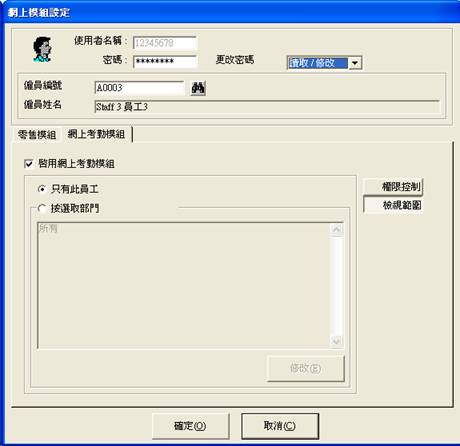 網上模組設定
使用者名稱： 12345678
密碼： ******** 更改密碼 讀取/修改
僱員編號 A0003
僱員姓名 Staff 3 員工3
零售模組 網上考勤模組
啓用網上考勤模組
只有此員工 權限控制
按選取部門 檢視範圍
所有
修改(E)
確定(O) 取消(C)